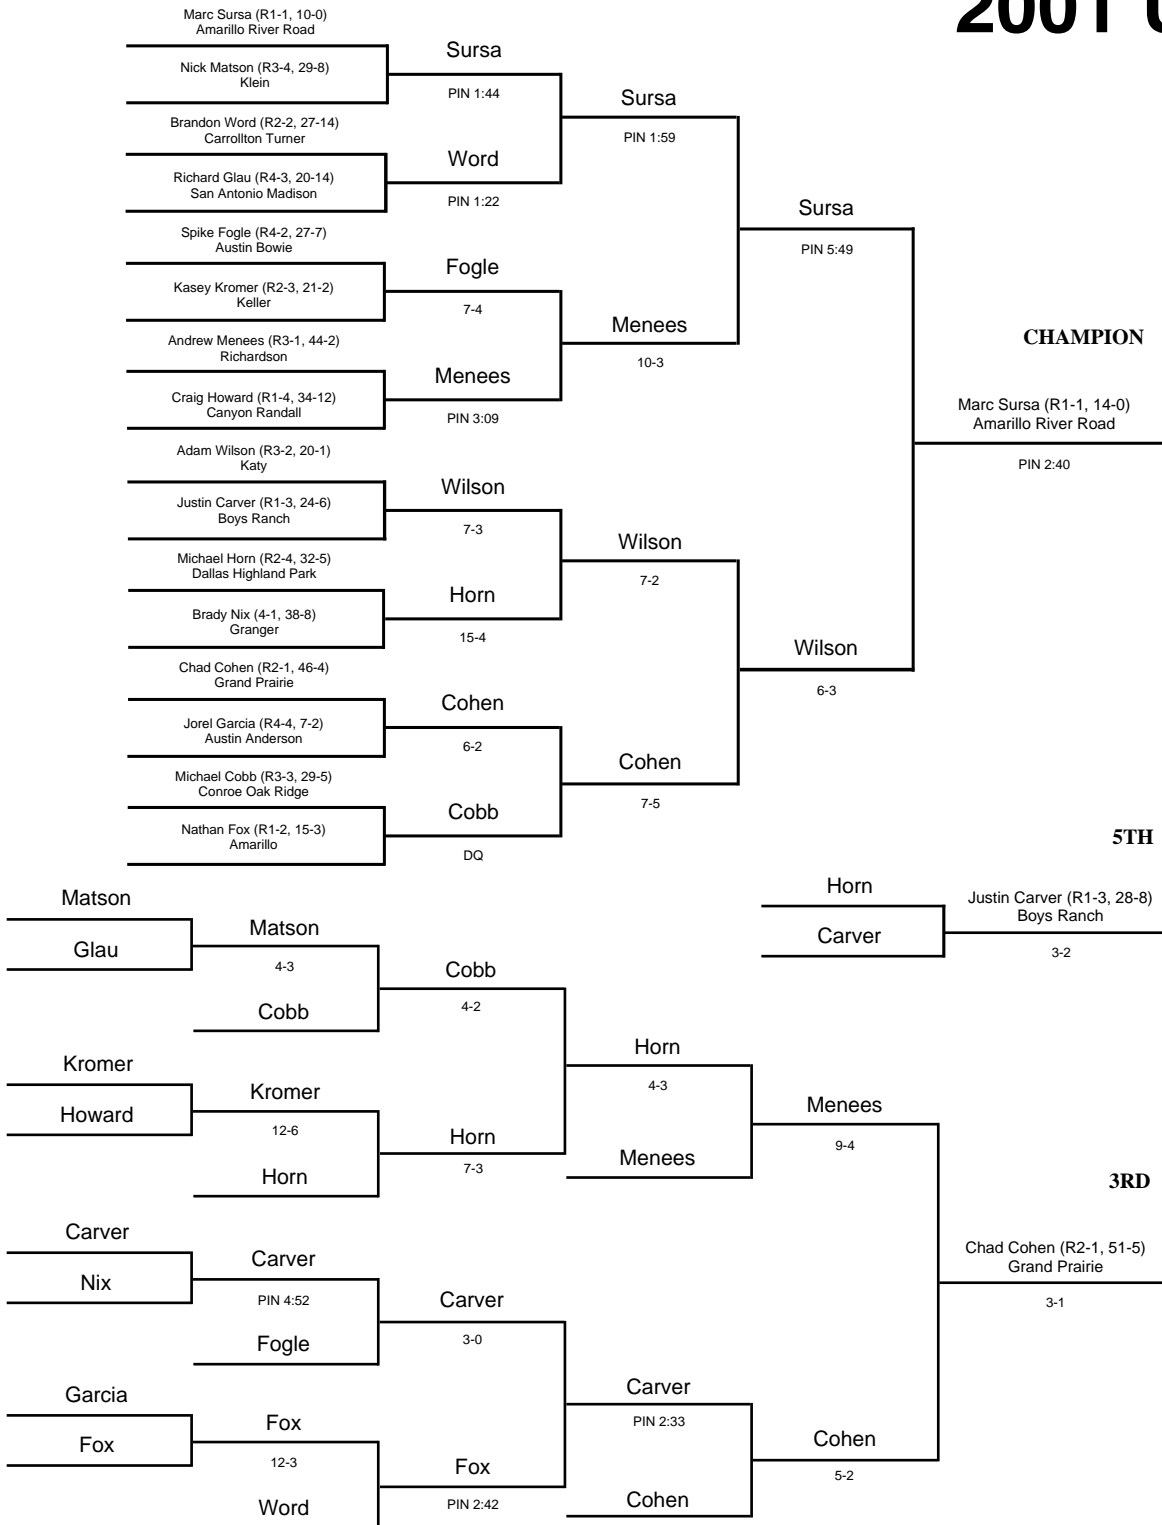 2001 U
Marc Sursa (R1-1, 10-0)
Amarillo River Road
Nick Matson (R3-4, 29-8)
Klein
Brandon Word (R2-2, 27-14)
Carrollton Turner
Richard Glau (R4-3, 20-14)
San Antonio Madison
Spike Fogle (R4-2, 27-7)
Austin Bowie
Kasey Kromer (R2-3, 21-2)
Keller
Andrew Menees (R3-1, 44-2)
Richardson
Craig Howard (R1-4, 34-12)
Canyon Randall
Adam Wilson (R3-2, 20-1)
Katy
Justin Carver (R1-3, 24-6)
Boys Ranch
Michael Horn (R2-4, 32-5)
Dallas Highland Park
Brady Nix (4-1, 38-8)
Granger
Chad Cohen (R2-1, 46-4)
Grand Prairie
Jorel Garcia (R4-4, 7-2)
Austin Anderson
Michael Cobb (R3-3, 29-5)
Conroe Oak Ridge
Nathan Fox (R1-2, 15-3)
Amarillo
Sursa
PIN 1:44
Word
PIN 1:22
Fogle
7-4
Menees
PIN 3:09
Wilson
7-3
Horn
15-4
Cohen
6-2
Cobb
DQ
Sursa
PIN 1:59
Menees
10-3
Wilson
7-2
Cohen
7-5
Sursa
PIN 5:49
Wilson
6-3
CHAMPION
Marc Sursa (R1-1, 14-0)
Amarillo River Road
PIN 2:40
5TH
Horn
Carver
Justin Carver (R1-3, 28-8)
Boys Ranch
3-2
Matson
Glau
Kromer
Howard
Carver
Nix
Garcia
Fox
Matson
4-3
Cobb
Kromer
12-6
Horn
Carver
PIN 4:52
Fogle
Fox
12-3
Word
Cobb
4-2
Horn
7-3
Carver
3-0
Fox
PIN 2:42
Horn
4-3
Menees
Carver
PIN 2:33
Cohen
Menees
9-4
Cohen
5-2
3RD
Chad Cohen (R2-1, 51-5)
Grand Prairie
3-1